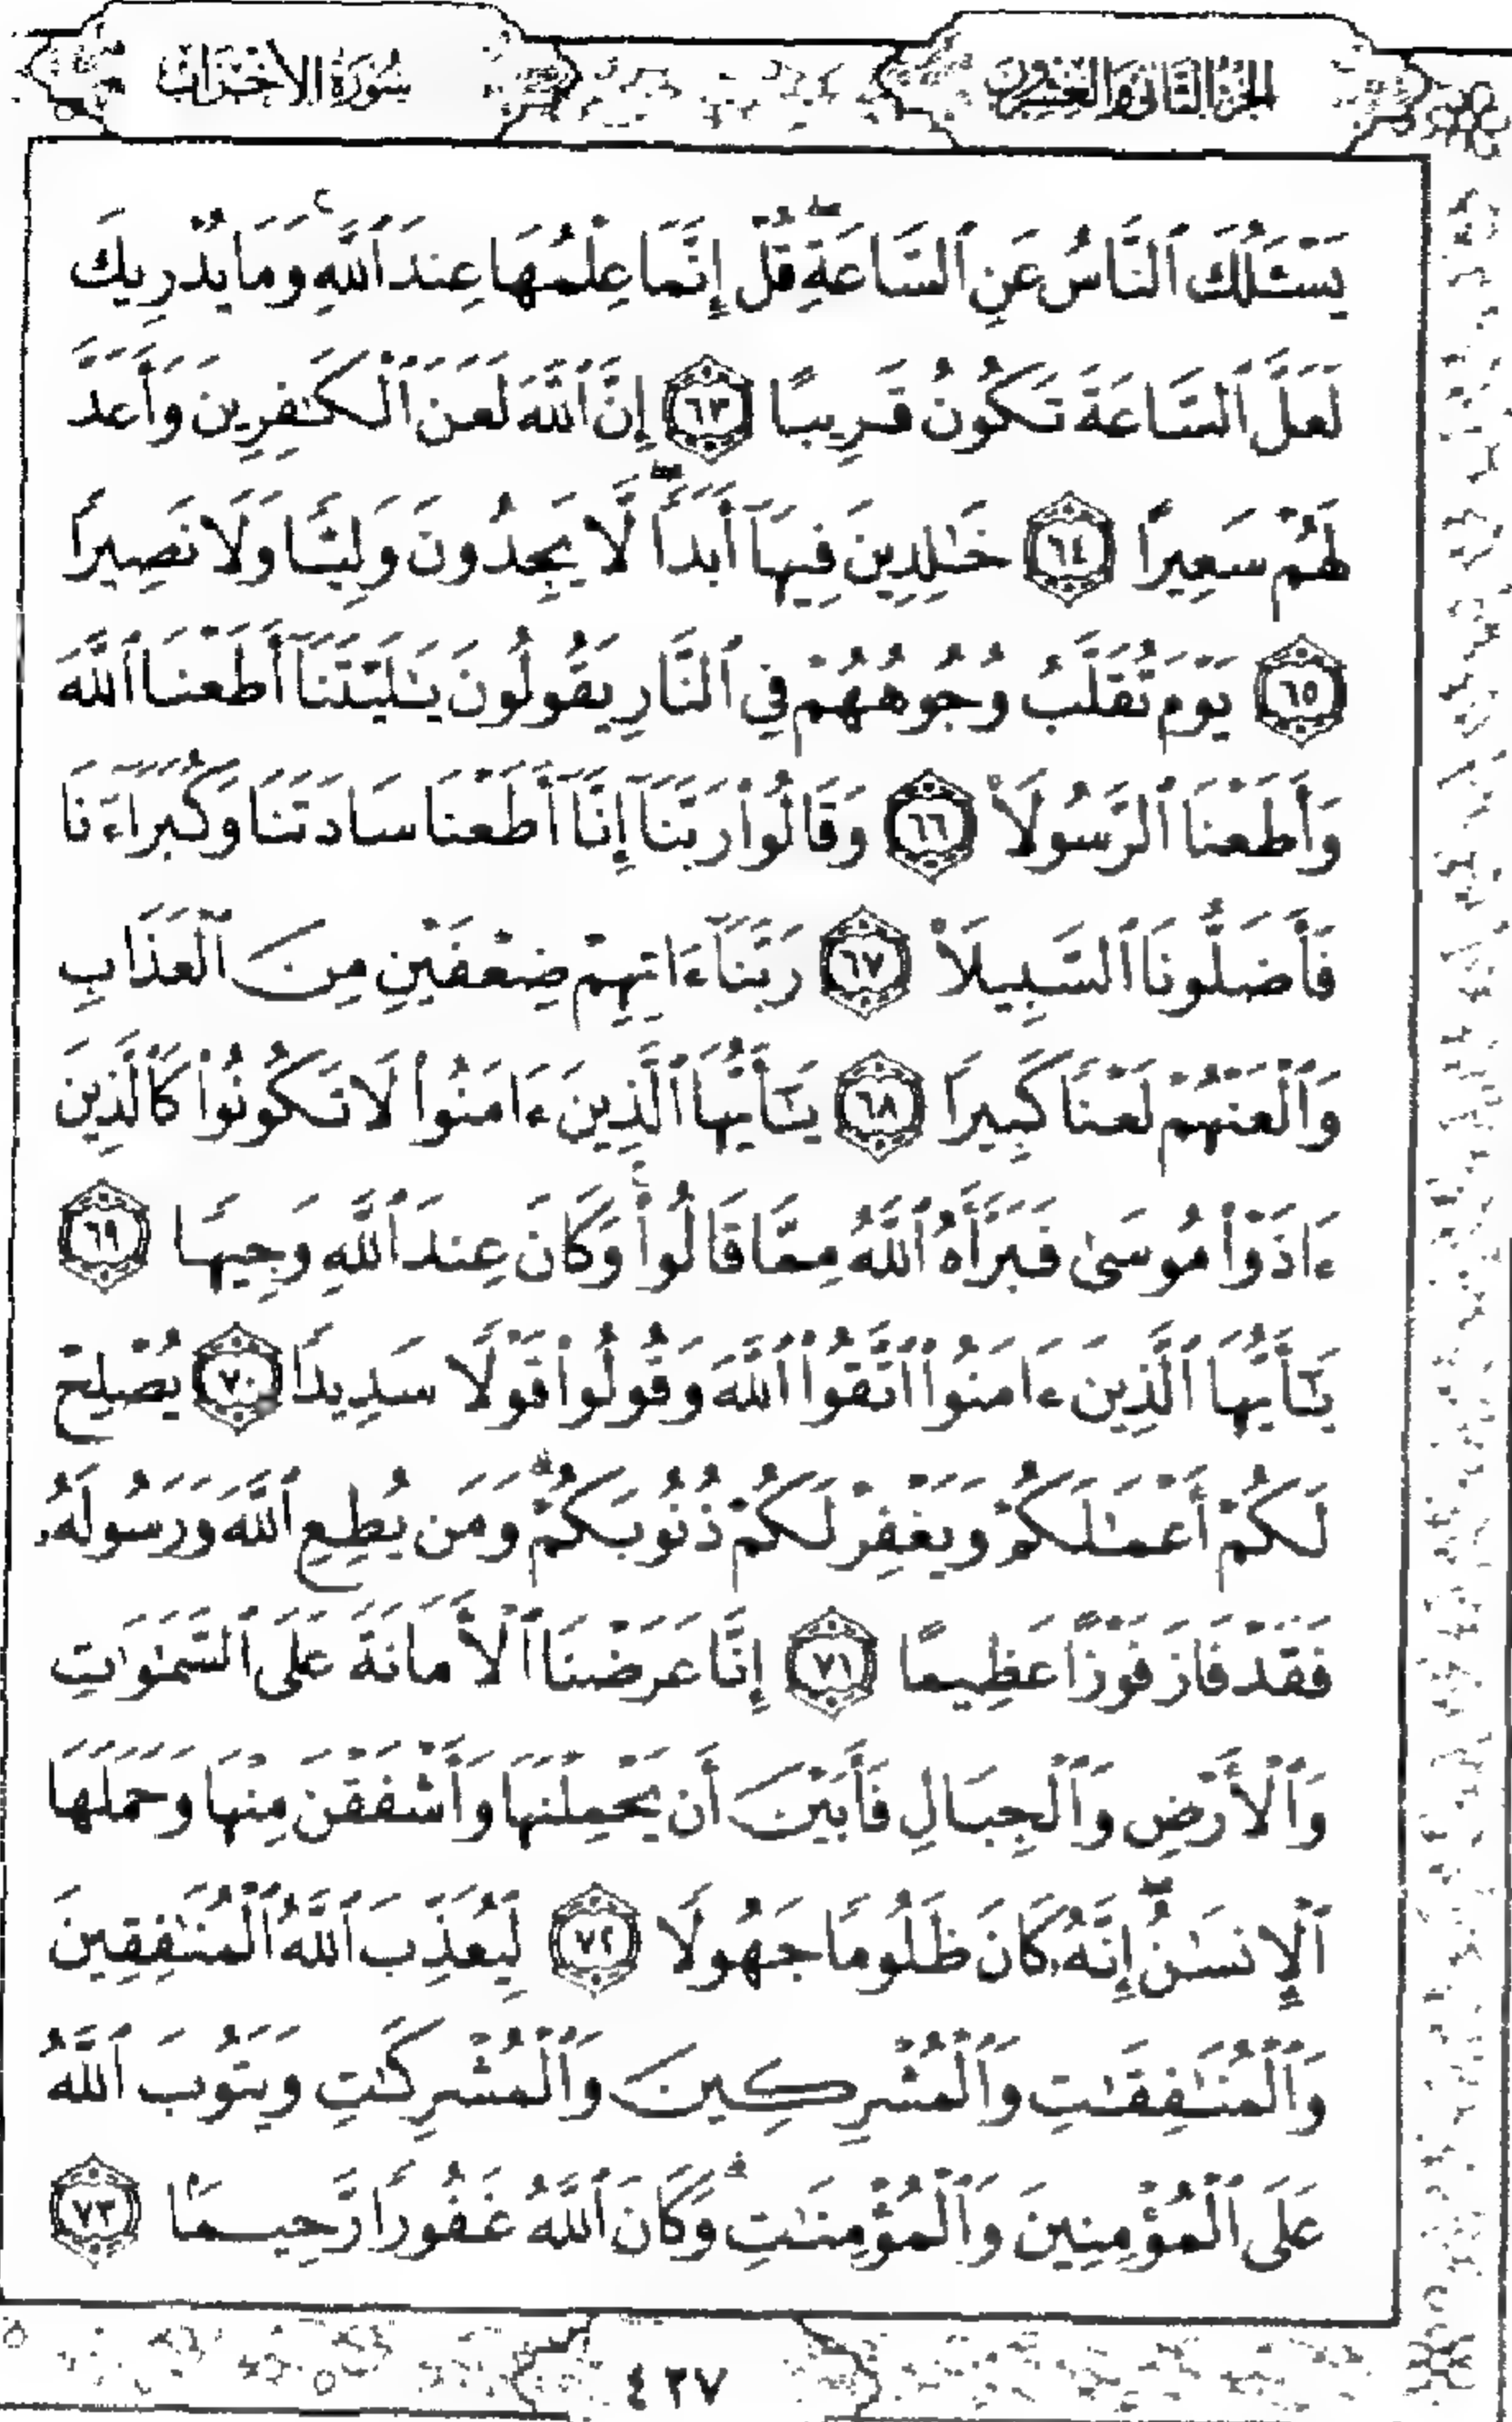 الجزء الثاني والعشرون
سورة الأحزاب
يَسْـَٔلُكَ ٱلنَّاسُ عَنِ ٱلسَّاعَةِۖ قُلْ إِنَّمَا عِلْمُهَا عِندَ ٱللَّهِۚ وَمَا يُدْرِيكَ
لَعَلَّ ٱلسَّاعَةَ تَكُونُ قَرِيبًا ٦٣ إِنَّ ٱللَّهَ لَعَنَ ٱلْكَٰفِرِينَ وَأَعَدَّ
لَهُمْ سَعِيرًا ٦٤ خَٰلِدِينَ فِيهَآ أَبَدًاۖ لَّا يَجِدُونَ وَلِيًّا وَلَا نَصِيرًا
٦٥ يَوْمَ تُقَلَّبُ وُجُوهُهُمْ فِي ٱلنَّارِ يَقُولُونَ يَٰلَيْتَنَآ أَطَعْنَا ٱللَّهَ
وَأَطَعْنَا ٱلرَّسُولَا۠ ٦٦ وَقَالُوا۟ رَبَّنَآ إِنَّآ أَطَعْنَا سَادَتَنَا وَكُبَرَآءَنَا
فَأَضَلُّونَا ٱلسَّبِيلَا۠ ٦٧ رَبَّنَآ ءَاتِهِمْ ضِعْفَيْنِ مِنَ ٱلْعَذَابِ
وَٱلْعَنْهُمْ لَعْنًا كَبِيرًا ٦٨ يَٰٓأَيُّهَا ٱلَّذِينَ ءَامَنُوا۟ لَا تَكُونُوا۟ كَٱلَّذِينَ
ءَاذَوْا۟ مُوسَىٰ فَبَرَّأَهُ ٱللَّهُ مِمَّا قَالُوا۟ۚ وَكَانَ عِندَ ٱللَّهِ وَجِيهًا ٦٩
يَٰٓأَيُّهَا ٱلَّذِينَ ءَامَنُوا۟ ٱتَّقُوا۟ ٱللَّهَ وَقُولُوا۟ قَوْلًا سَدِيدًا ٧٠ يُصْلِحْ
لَكُمْ أَعْمَٰلَكُمْ وَيَغْفِرْ لَكُمْ ذُنُوبَكُمْۗ وَمَن يُطِعِ ٱللَّهَ وَرَسُولَهُۥ
فَقَدْ فَازَ فَوْزًا عَظِيمًا ٧١ إِنَّا عَرَضْنَا ٱلْأَمَانَةَ عَلَى ٱلسَّمَٰوَٰتِ
وَٱلْأَرْضِ وَٱلْجِبَالِ فَأَبَيْنَ أَن يَحْمِلْنَهَا وَأَشْفَقْنَ مِنْهَا وَحَمَلَهَا
ٱلْإِنسَٰنُۖ إِنَّهُۥ كَانَ ظَلُومًا جَهُولًا ٧٢ لِّيُعَذِّبَ ٱللَّهُ ٱلْمُنَٰفِقِينَ
وَٱلْمُنَٰفِقَٰتِ وَٱلْمُشْرِكِينَ وَٱلْمُشْرِكَٰتِ وَيَتُوبَ ٱللَّهُ
عَلَى ٱلْمُؤْمِنِينَ وَٱلْمُؤْمِنَٰتِۗ وَكَانَ ٱللَّهُ غَفُورًا رَّحِيمًۢا ٧٣
٤٢٧